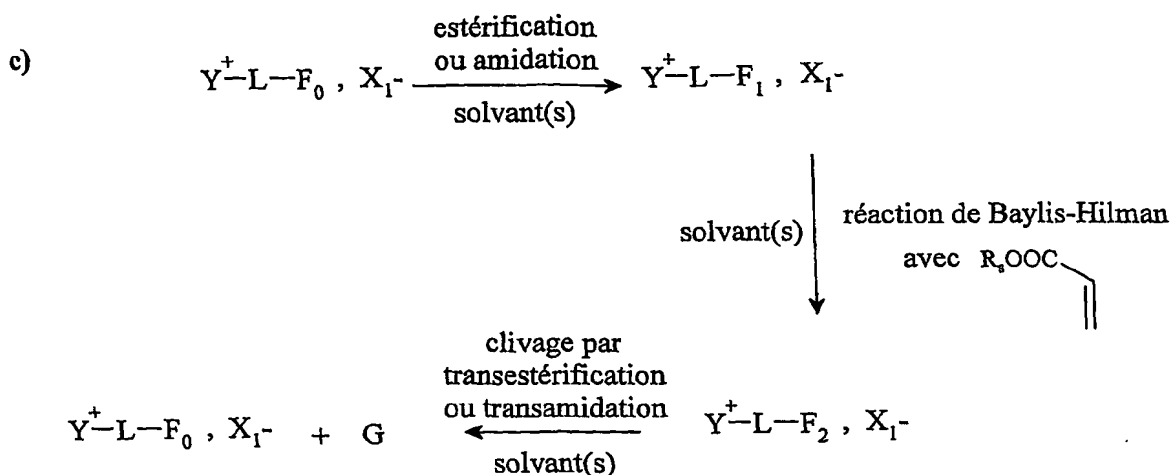 c)
estérification
ou amidation
Y⁺—L—F₀ , X₁-
solvant(s)
Y⁺—L—F₁ , X₁-
solvant(s)
réaction de Baylis-Hilman
avec RₛOOC
clivage par
transestérification
ou transamidation
Y⁺—L—F₀ , X₁- + G
solvant(s)
Y⁺—L—F₂ , X₁-